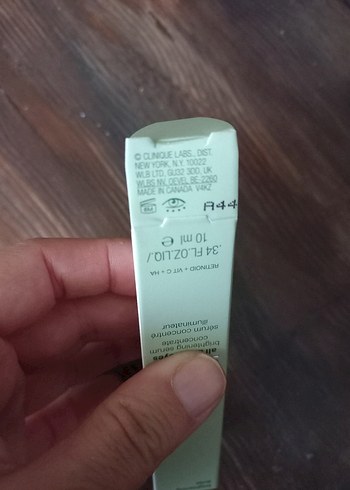 © CLINIQUE LABS., DIST.
NEW YORK, N.Y. 10022
WLB LTD, GU32 3DD, UK
WLBS NV, OEVEL BE-2260
MADE IN CANADA V4KZ
A44
.34 FL.OZ.LIQ./
10 ml e
RETINOID + VIT C + HA
brightening serum
concentrate
sérum concentré
illuminateur